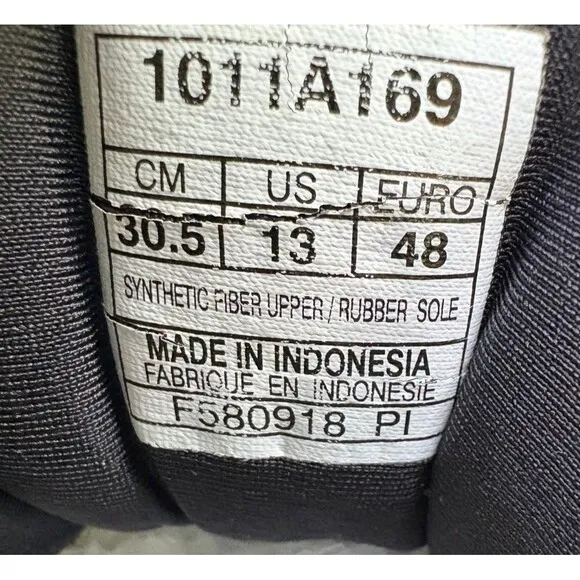 1011A169
CM US EURO
30.5 13 48
SYNTHETIC FIBER UPPER / RUBBER SOLE
MADE IN INDONESIA
FABRIQUE EN INDONESIE
F580918 PI